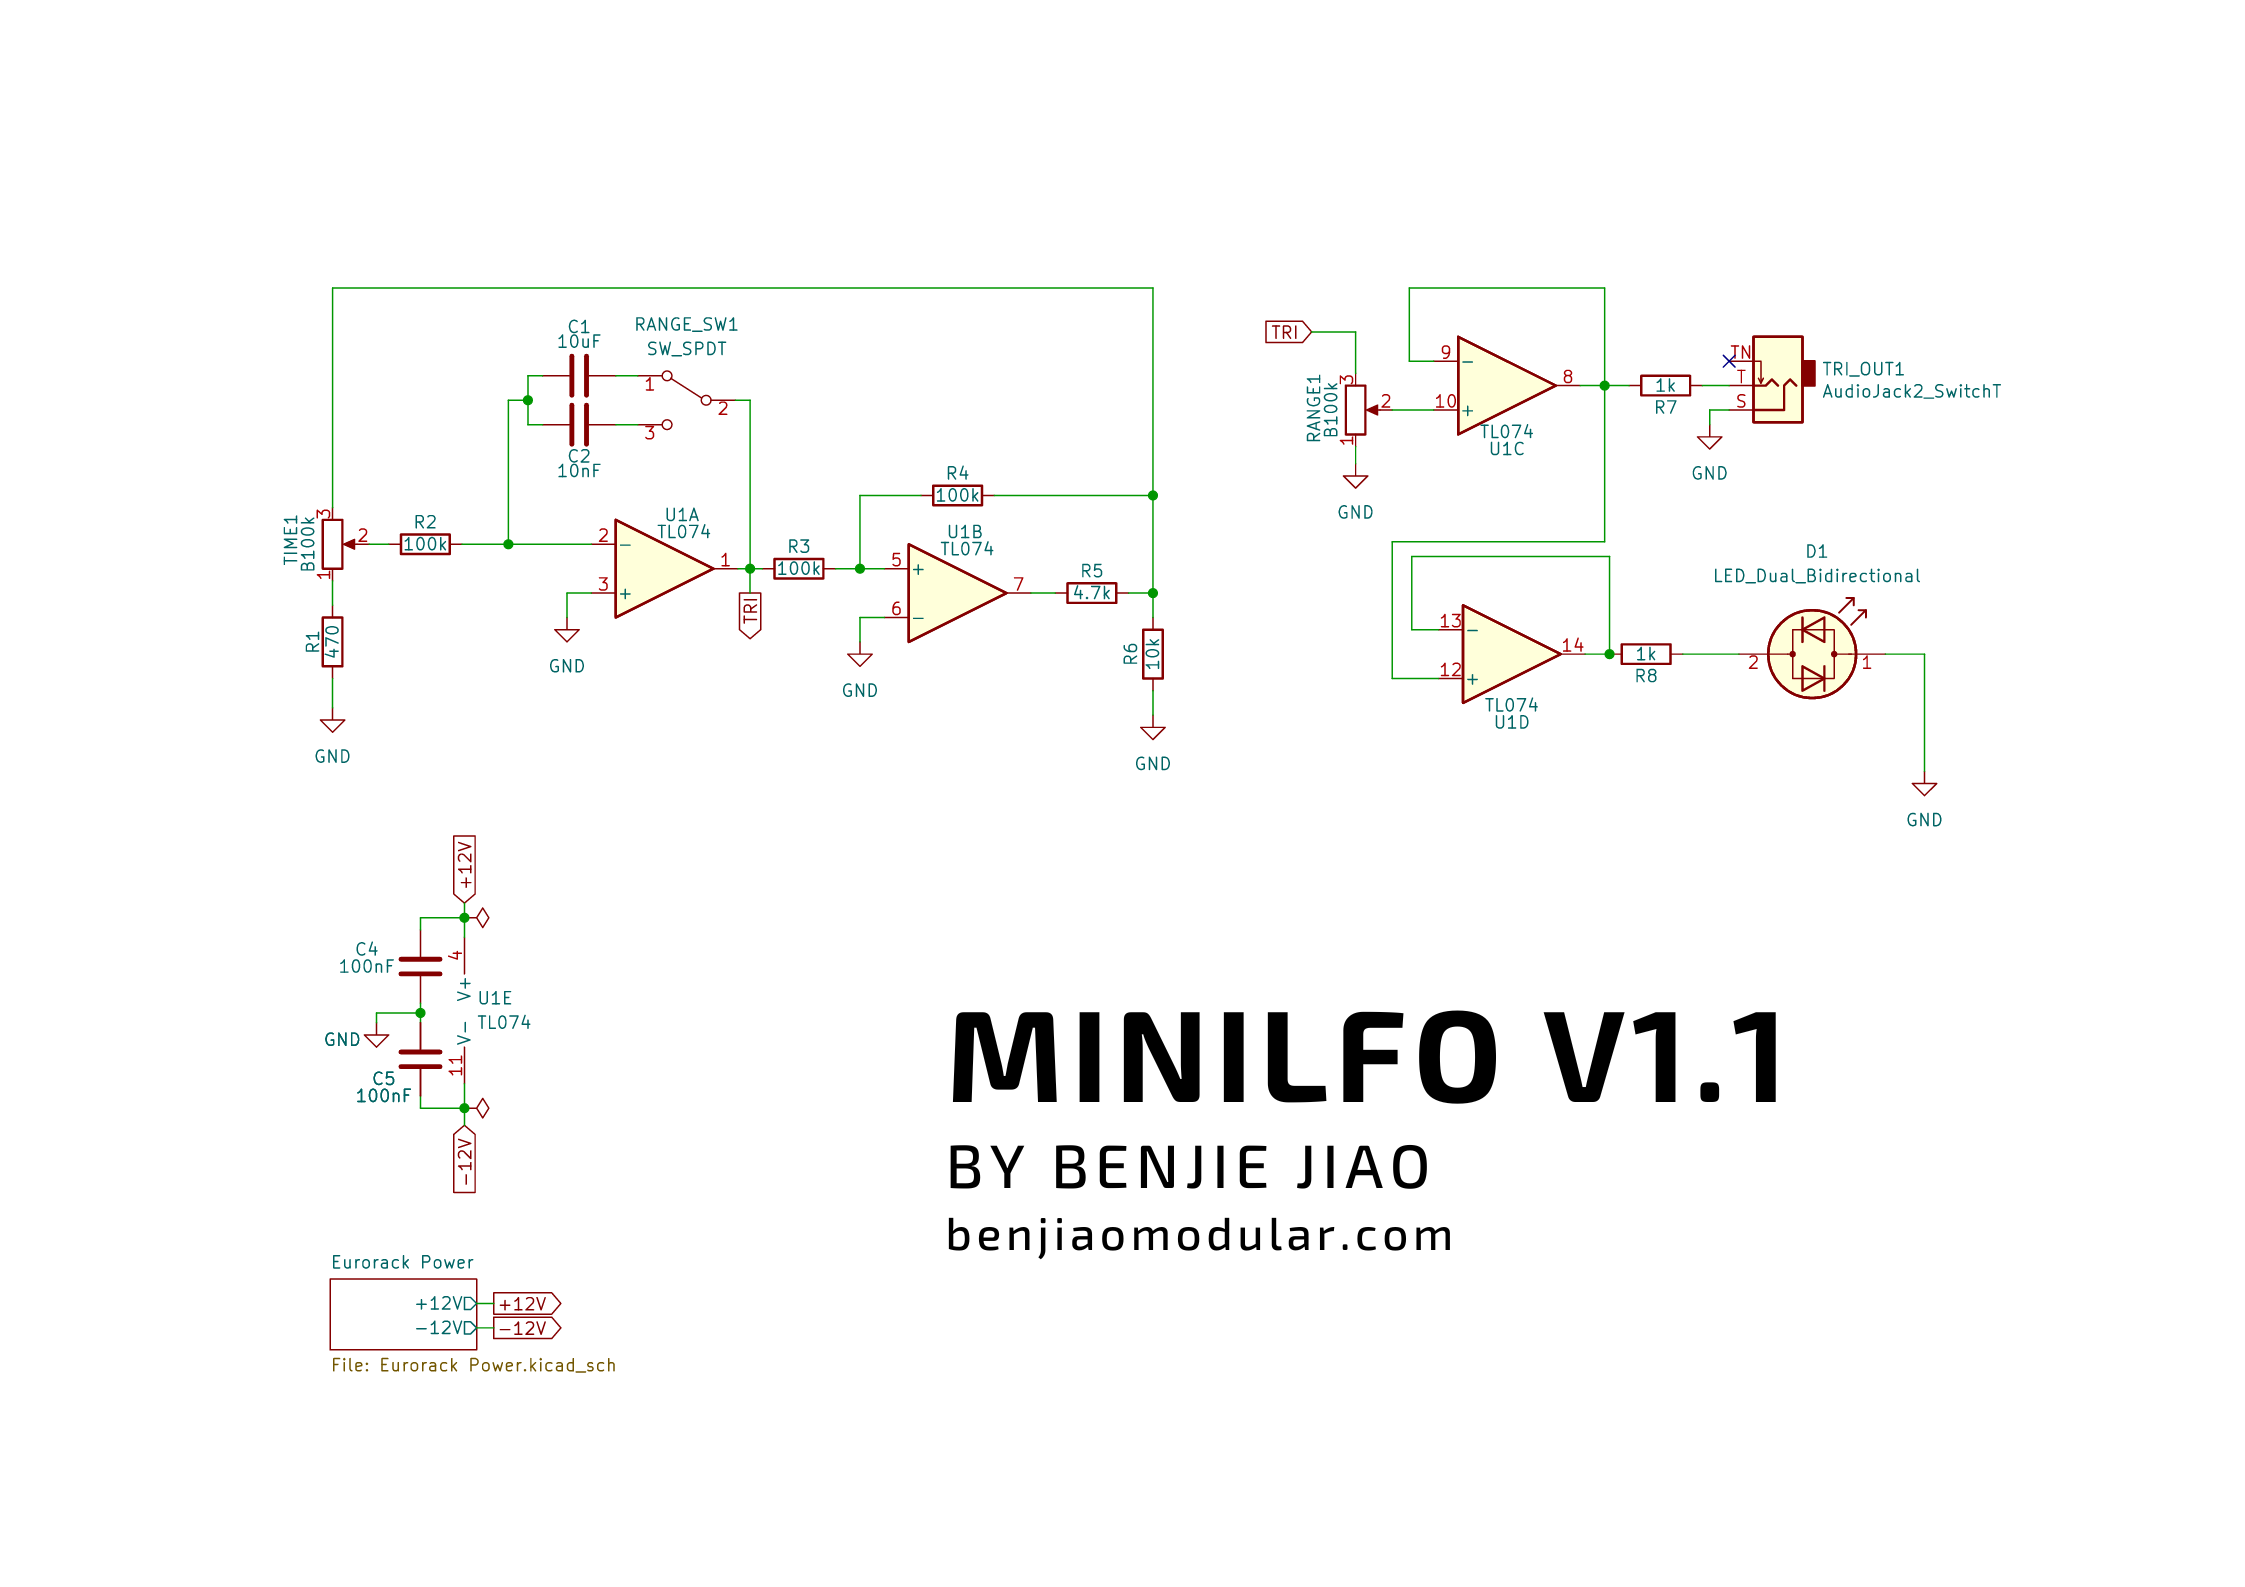 C1
10uF
RANGE_SW1
SW_SPDT
1
2
3
C2
10nF
TIME1
B100k
3
2
1
R2
100k
R1
470
GND
U1A
TL074
2
3
1
−
+
GND
TRI
R3
100k
R4
100k
U1B
TL074
5
6
7
+
−
GND
R5
4.7k
R6
10k
GND
TRI
RANGE1
B100k
3
2
1
GND
9
10
8
−
+
TL074
U1C
1k
R7
TN
T
S
TRI_OUT1
AudioJack2_SwitchT
GND
13
12
14
−
+
TL074
U1D
1k
R8
D1
LED_Dual_Bidirectional
2
1
GND
+12V
C4
100nF
4
V+
U1E
TL074
V−
11
GND
C5
100nF
−12V
MINILFO V1.1
BY BENJIE JIAO
benjiaomodular.com
Eurorack Power
+12V +12V
−12V −12V
File: Eurorack Power.kicad_sch